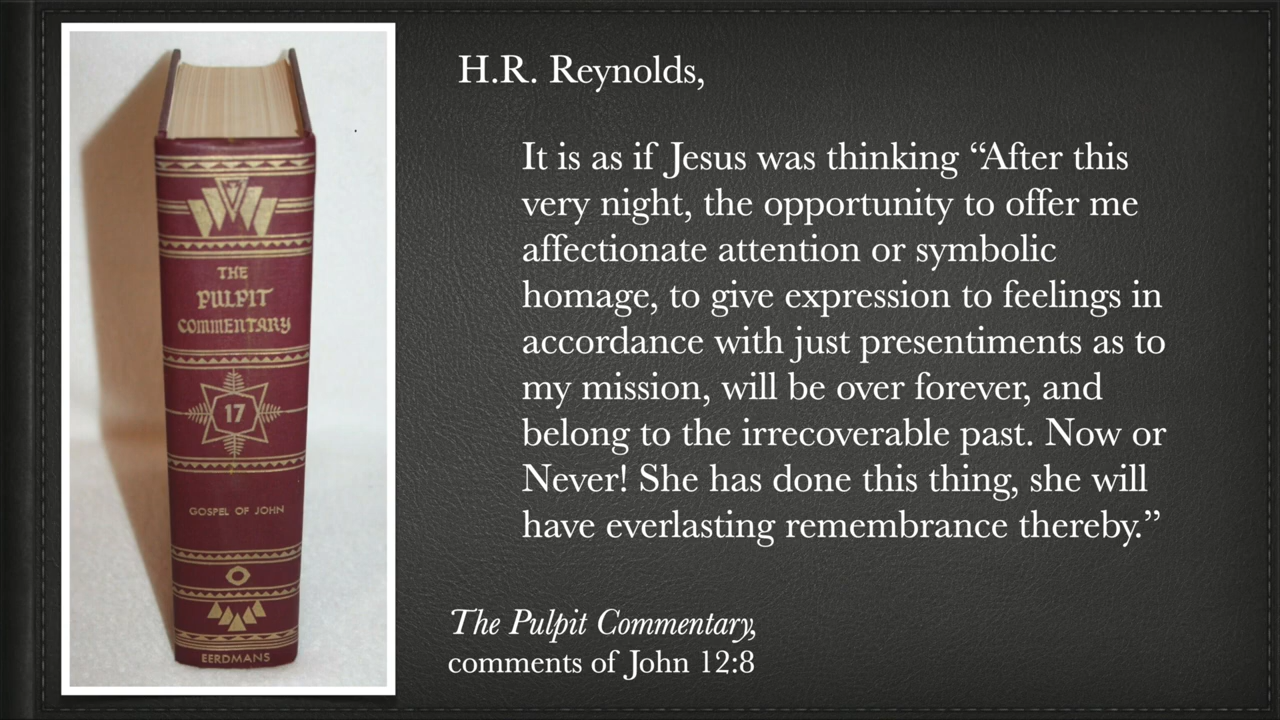 THE
PULPIT
COMMENTARY
17
GOSPEL OF JOHN
EERDMANS
H.R. Reynolds,
It is as if Jesus was thinking “After this
very night, the opportunity to offer me
affectionate attention or symbolic
homage, to give expression to feelings in
accordance with just presentiments as to
my mission, will be over forever, and
belong to the irrecoverable past. Now or
Never! She has done this thing, she will
have everlasting remembrance thereby.”
The Pulpit Commentary,
comments of John 12:8